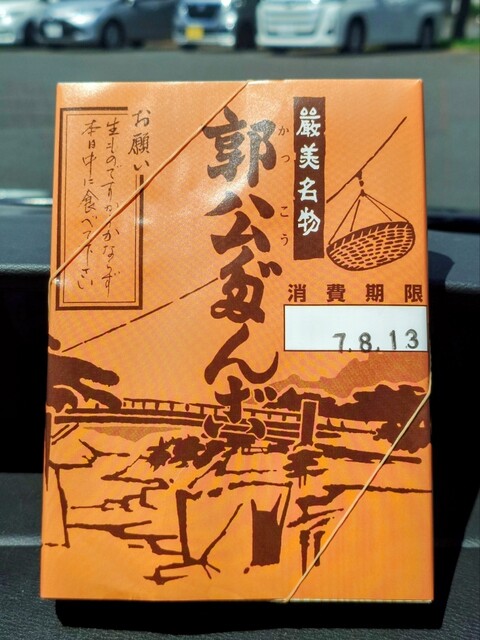 厳美名物
郭公だんご
かっこう
お願い
生ものですからかならず
本日中に食べて下さい
消費期限
7.8.13